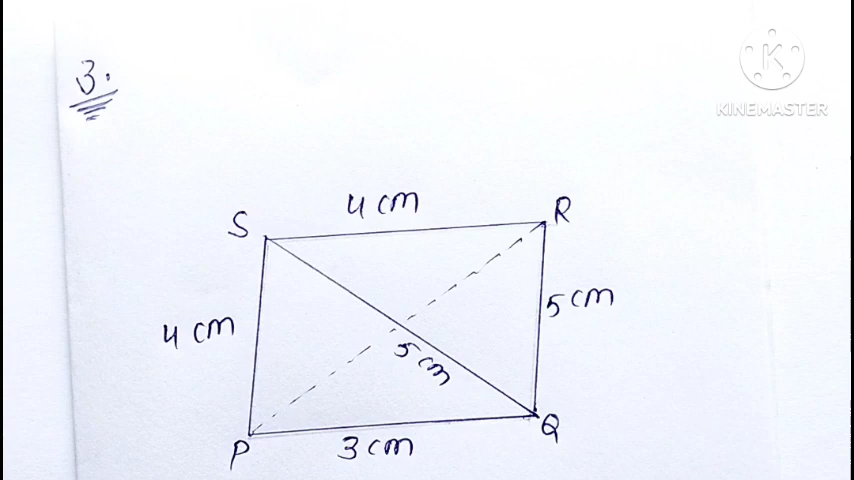 3.
K
KINEMASTER
4 cm
S
R
4 cm
5 cm
5 cm
P
3 cm
Q